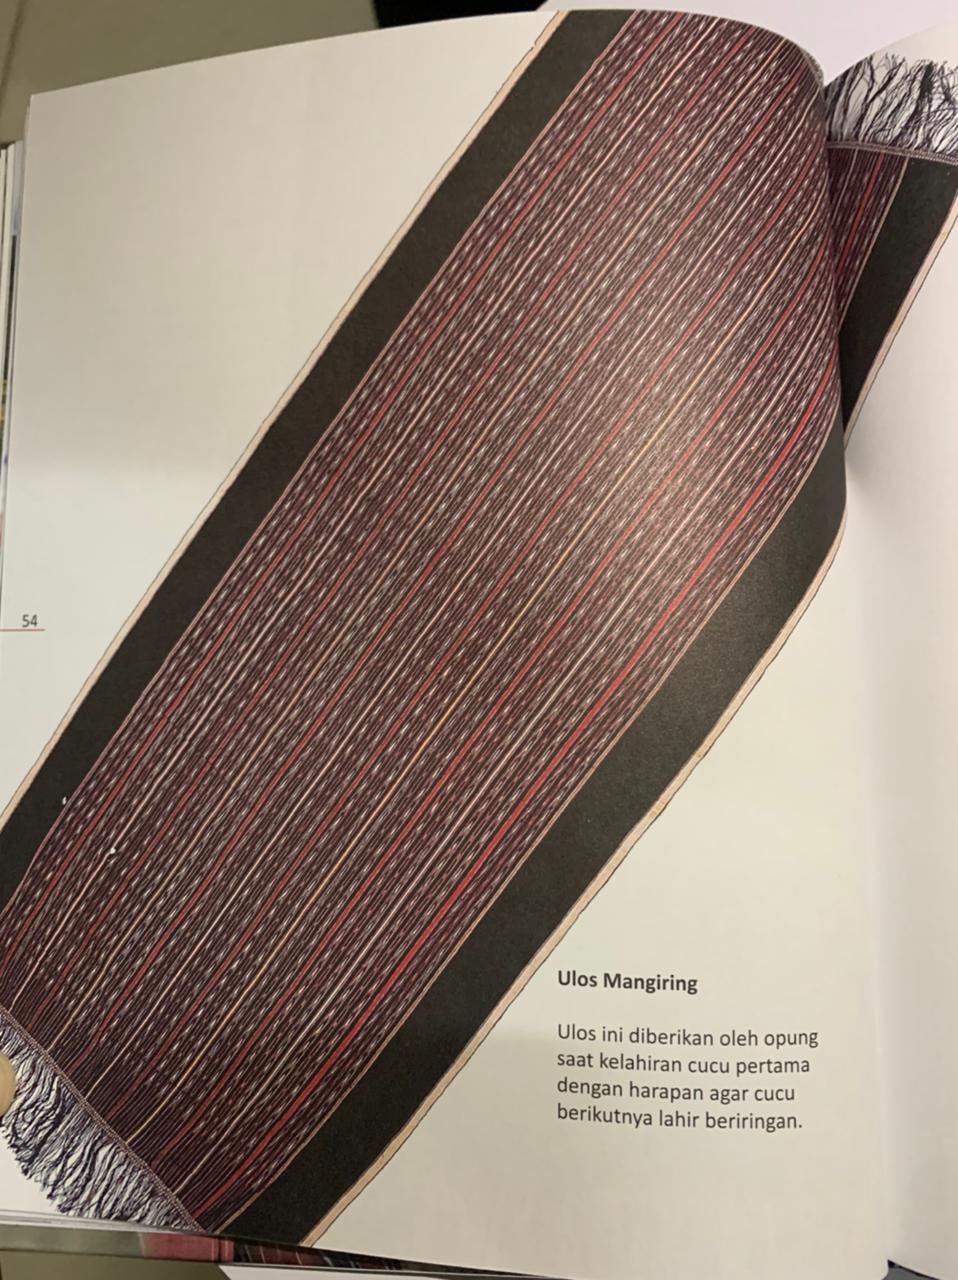 54
Ulos Mangiring
Ulos ini diberikan oleh opung
saat kelahiran cucu pertama
dengan harapan agar cucu
berikutnya lahir beriringan.